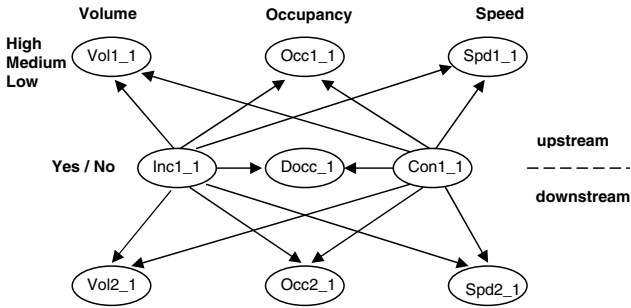 Volume Occupancy Speed
High
Medium
Low
Vol1_1 Occ1_1 Spd1_1
upstream
Yes / No Inc1_1 Docc_1 Con1_1
downstream
Vol2_1 Occ2_1 Spd2_1